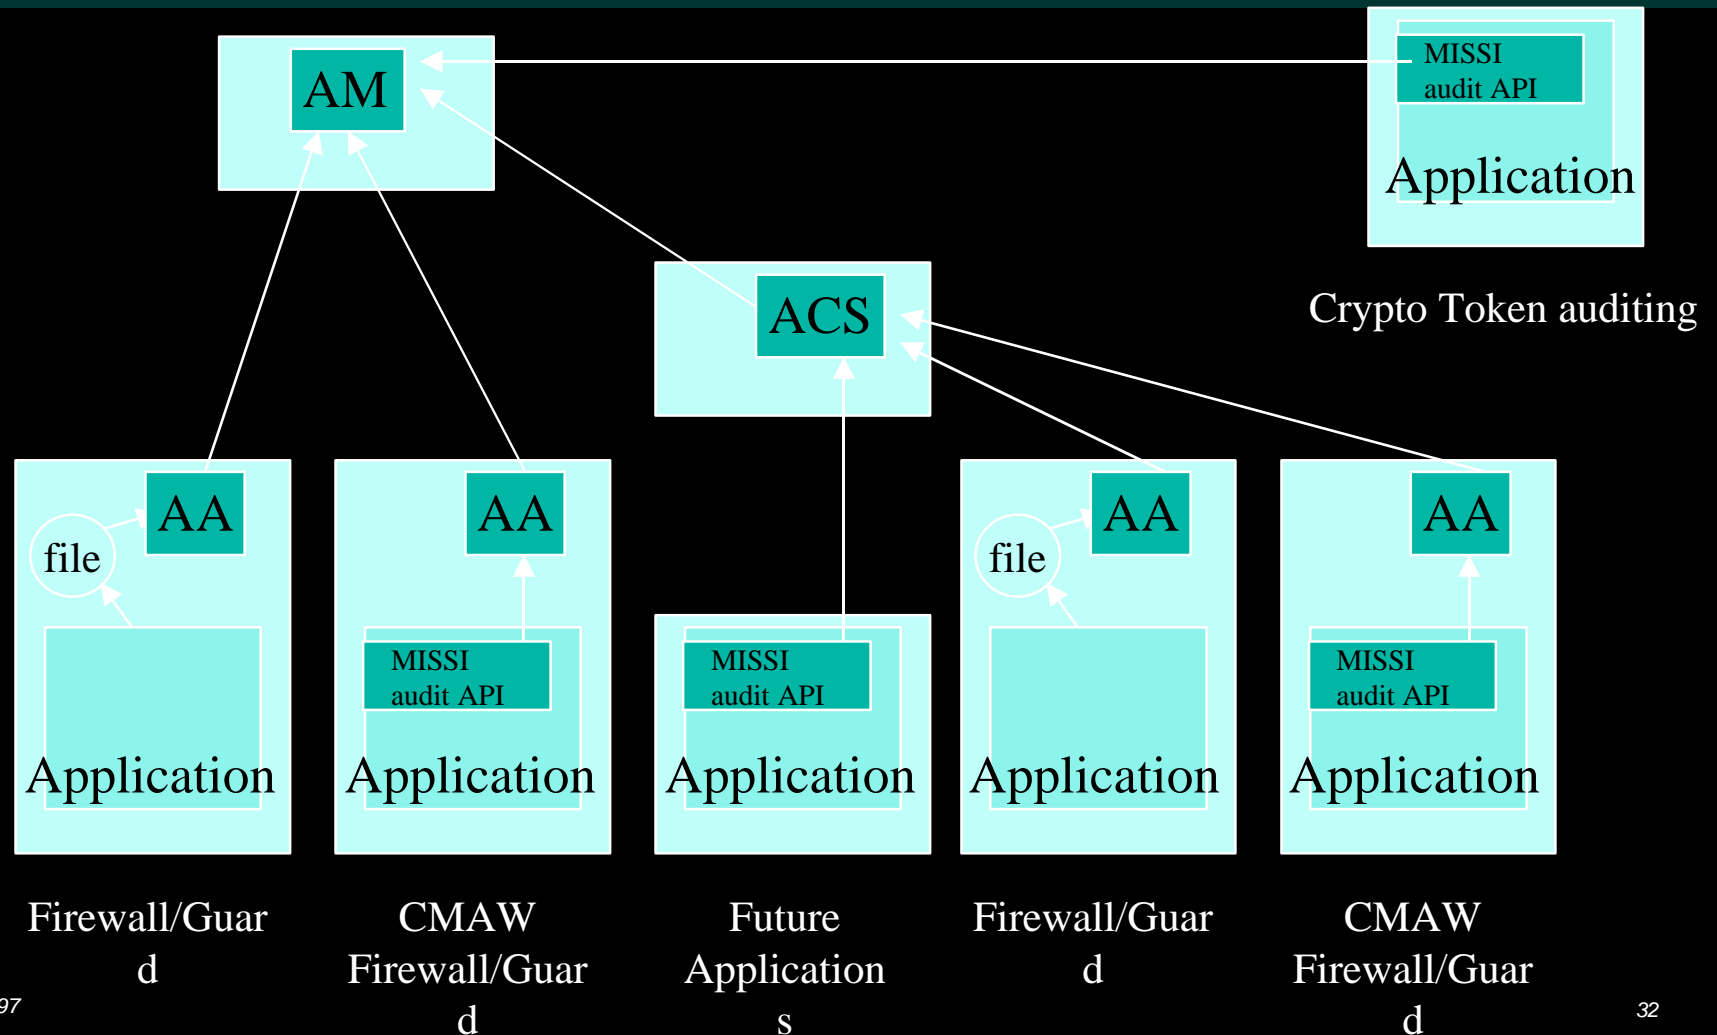 AM
MISSI
audit API
Application
Crypto Token auditing
ACS
AA
file
Application
Firewall/Guar
d
AA
MISSI
audit API
Application
CMAW
Firewall/Guar
d
MISSI
audit API
Application
Future
Application
s
AA
file
Application
Firewall/Guar
d
AA
MISSI
audit API
Application
CMAW
Firewall/Guar
d
97
32